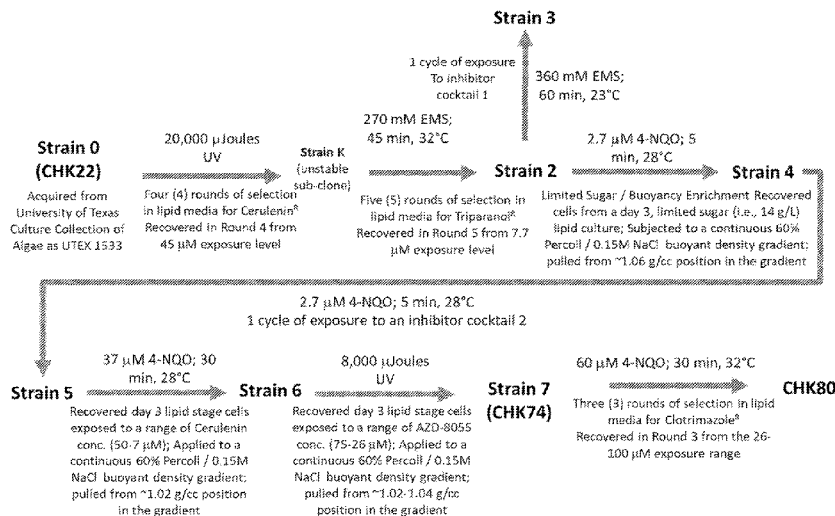 Strain 3
1 cycle of exposure
To inhibitor
cocktail 1
360 mM EMS;
60 min, 23°C
Strain 0
(CHK22)
Acquired from
University of Texas
Culture Collection of
Algae as UTEX 1533
20,000 µJoules
UV
Four (4) rounds of selection
in lipid media for Cerulenin^R
Recovered in Round 4 from
45 µM exposure level
Strain K
(unstable
sub-clone)
270 mM EMS;
45 min, 32°C
Five (5) rounds of selection in
lipid media for Triparanol^R
Recovered in Round 5 from 7.7
µM exposure level
Strain 2
2.7 µM 4-NQO; 5
min, 28°C
Limited Sugar / Buoyancy Enrichment Recovered
cells from a day 3, limited sugar (i.e., 14 g/L)
lipid culture; Subjected to a continuous 60%
Percoll / 0.15M NaCl buoyant density gradient;
pulled from ~1.06 g/cc position in the gradient
Strain 4
2.7 µM 4-NQO; 5 min, 28°C
1 cycle of exposure to an inhibitor cocktail 2
Strain 5
37 µM 4-NQO; 30
min, 28°C
Recovered day 3 lipid stage cells
exposed to a range of Cerulenin
conc. (50-7 µM); Applied to a
continuous 60% Percoll / 0.15M
NaCl buoyant density gradient;
pulled from ~1.02 g/cc position
in the gradient
Strain 6
8,000 µJoules
UV
Recovered day 3 lipid stage cells
exposed to a range of AZD-8055
conc. (75-26 µM); Applied to a
continuous 60% Percoll / 0.15M
NaCl buoyant density gradient;
pulled from ~1.02-1.04 g/cc
position in the gradient
Strain 7
(CHK74)
60 µM 4-NQO; 30 min, 32°C
Three (3) rounds of selection in lipid
media for Clotrimazole^R
Recovered in Round 3 from the 26-
100 µM exposure range
CHK80